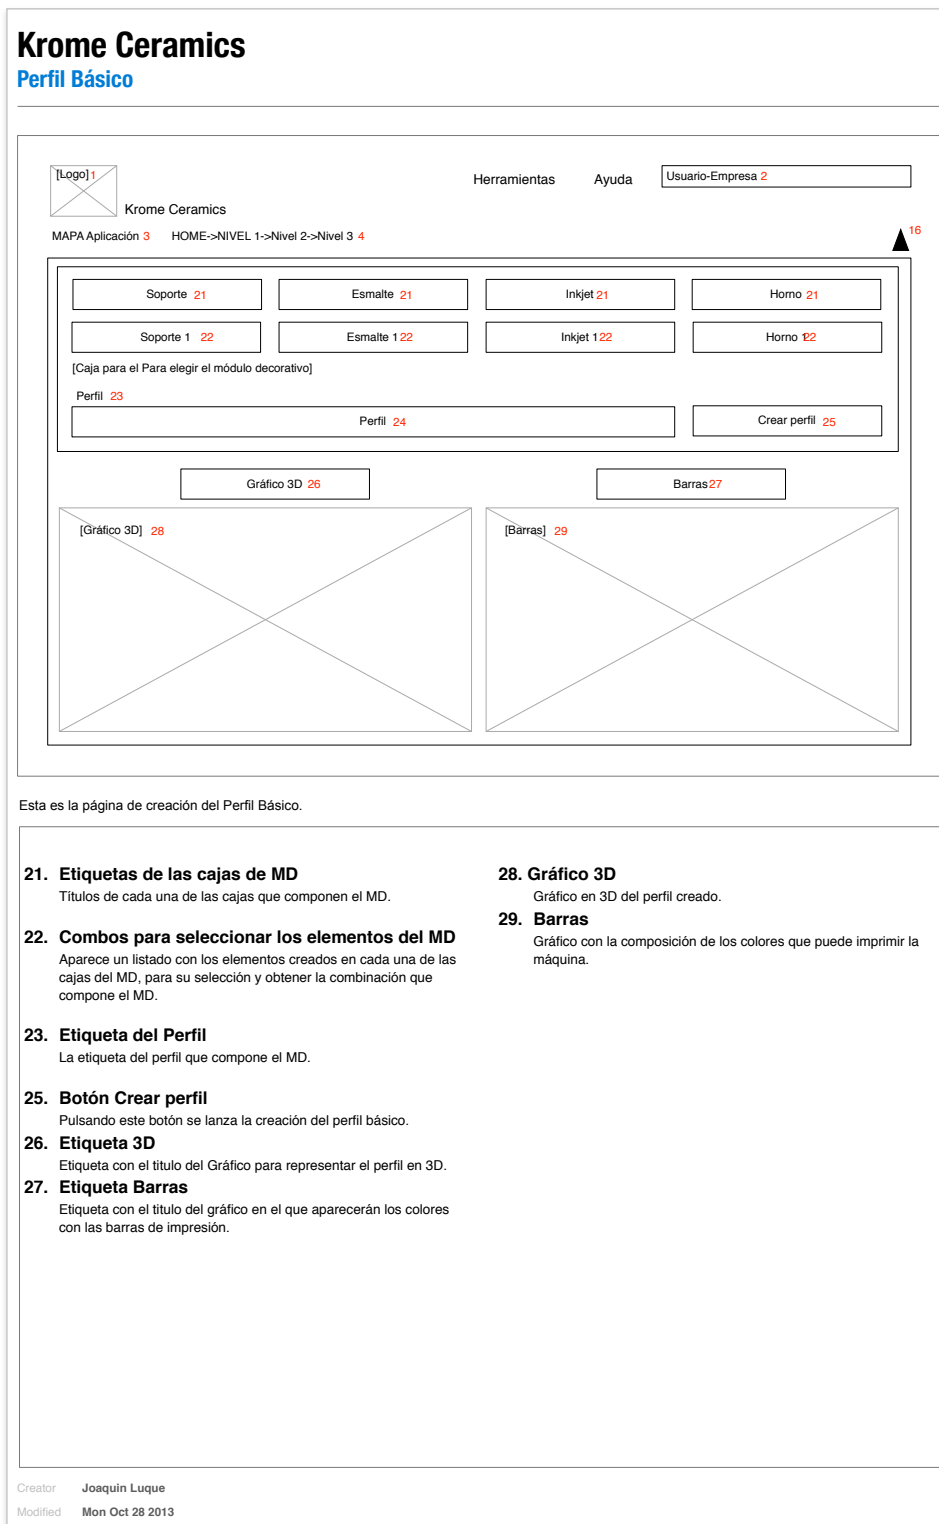 Krome Ceramics
Perfil Básico
[Logo] 1
Herramientas Ayuda Usuario-Empresa 2
Krome Ceramics
MAPA Aplicación 3 HOME->NIVEL 1->Nivel 2->Nivel 3 4
16
Soporte 21 Esmalte 21 Inkjet 21 Horno 21
Soporte 1 22 Esmalte 1 22 Inkjet 1 22 Horno 1 22
[Caja para el Para elegir el módulo decorativo]
Perfil 23
Perfil 24 Crear perfil 25
Gráfico 3D 26 Barras 27
[Gráfico 3D] 28 [Barras] 29
Esta es la página de creación del Perfil Básico.
21. Etiquetas de las cajas de MD
Títulos de cada una de las cajas que componen el MD.
22. Combos para seleccionar los elementos del MD
Aparece un listado con los elementos creados en cada una de las
cajas del MD, para su selección y obtener la combinación que
compone el MD.
23. Etiqueta del Perfil
La etiqueta del perfil que compone el MD.
25. Botón Crear perfil
Pulsando este botón se lanza la creación del perfil básico.
26. Etiqueta 3D
Etiqueta con el titulo del Gráfico para representar el perfil en 3D.
27. Etiqueta Barras
Etiqueta con el titulo del gráfico en el que aparecerán los colores
con las barras de impresión.
28. Gráfico 3D
Gráfico en 3D del perfil creado.
29. Barras
Gráfico con la composición de los colores que puede imprimir la
máquina.
Creator Joaquin Luque
Modified Mon Oct 28 2013